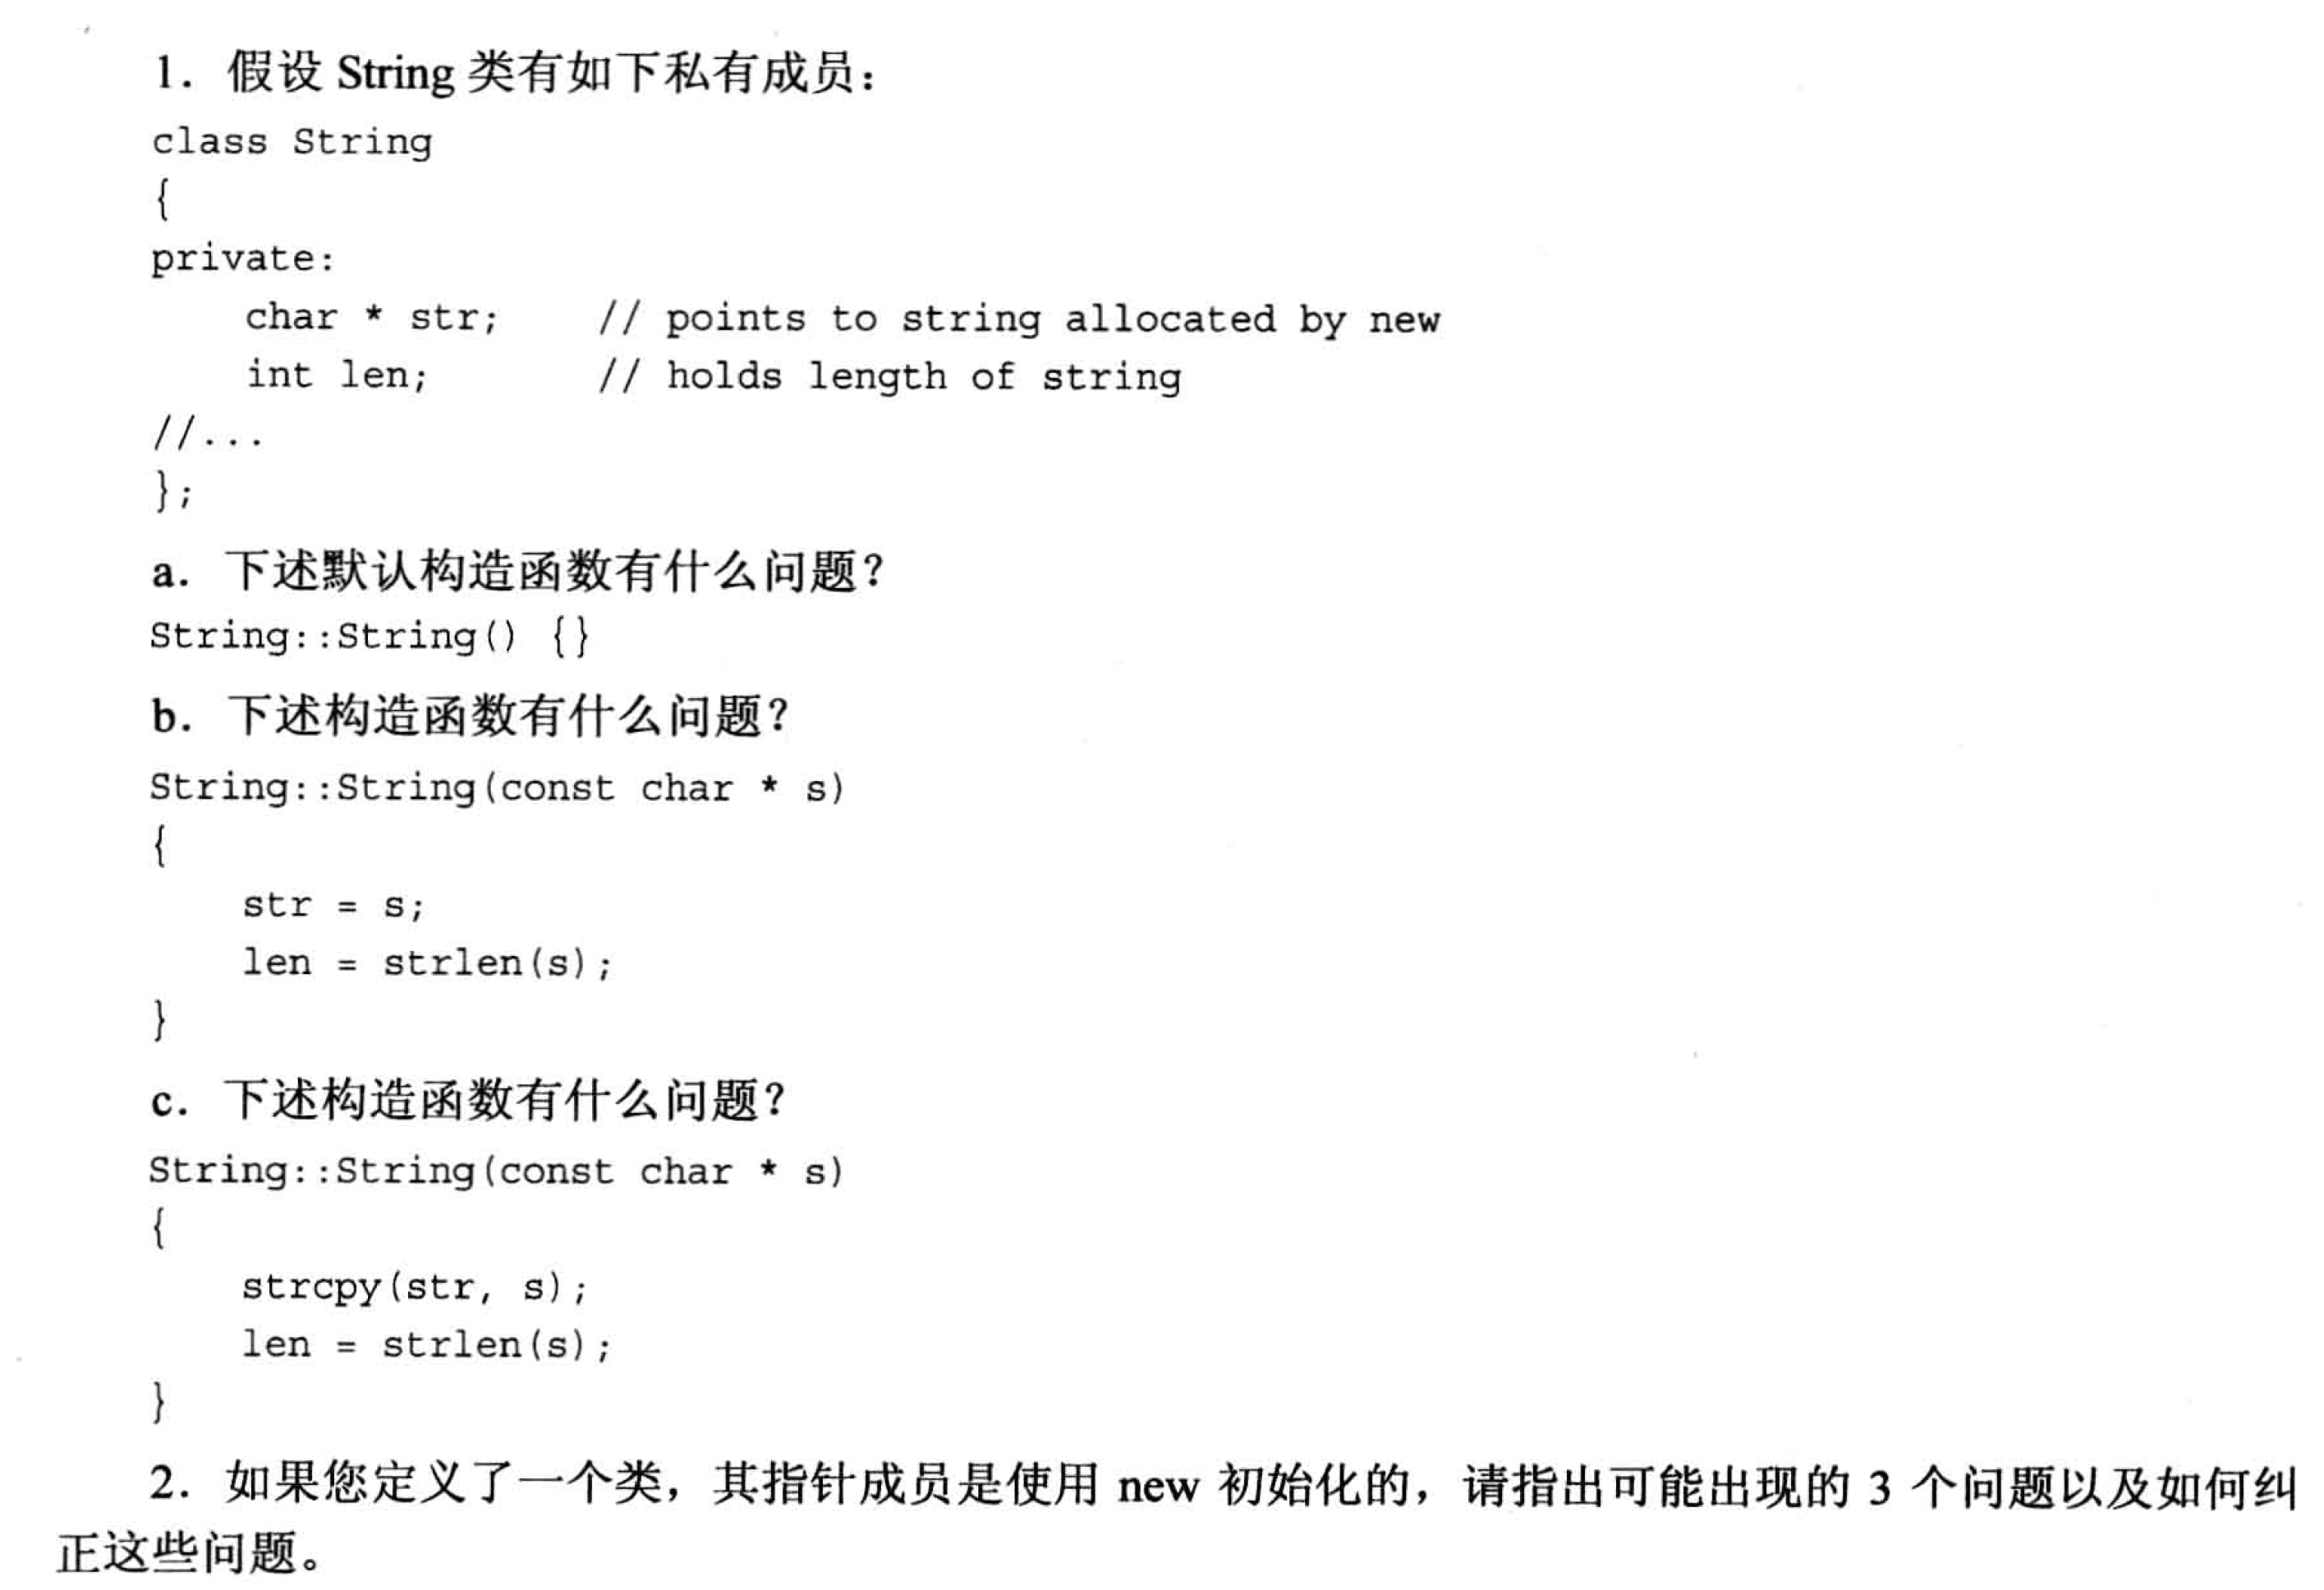 1. 假设 String 类有如下私有成员：
class String
{
private:
    char * str;    // points to string allocated by new
    int len;       // holds length of string
//...
};
a. 下述默认构造函数有什么问题？
String::String() {}
b. 下述构造函数有什么问题？
String::String(const char * s)
{
    str = s;
    len = strlen(s);
}
c. 下述构造函数有什么问题？
String::String(const char * s)
{
    strcpy(str, s);
    len = strlen(s);
}
2. 如果您定义了一个类，其指针成员是使用 new 初始化的，请指出可能出现的 3 个问题以及如何纠
正这些问题。